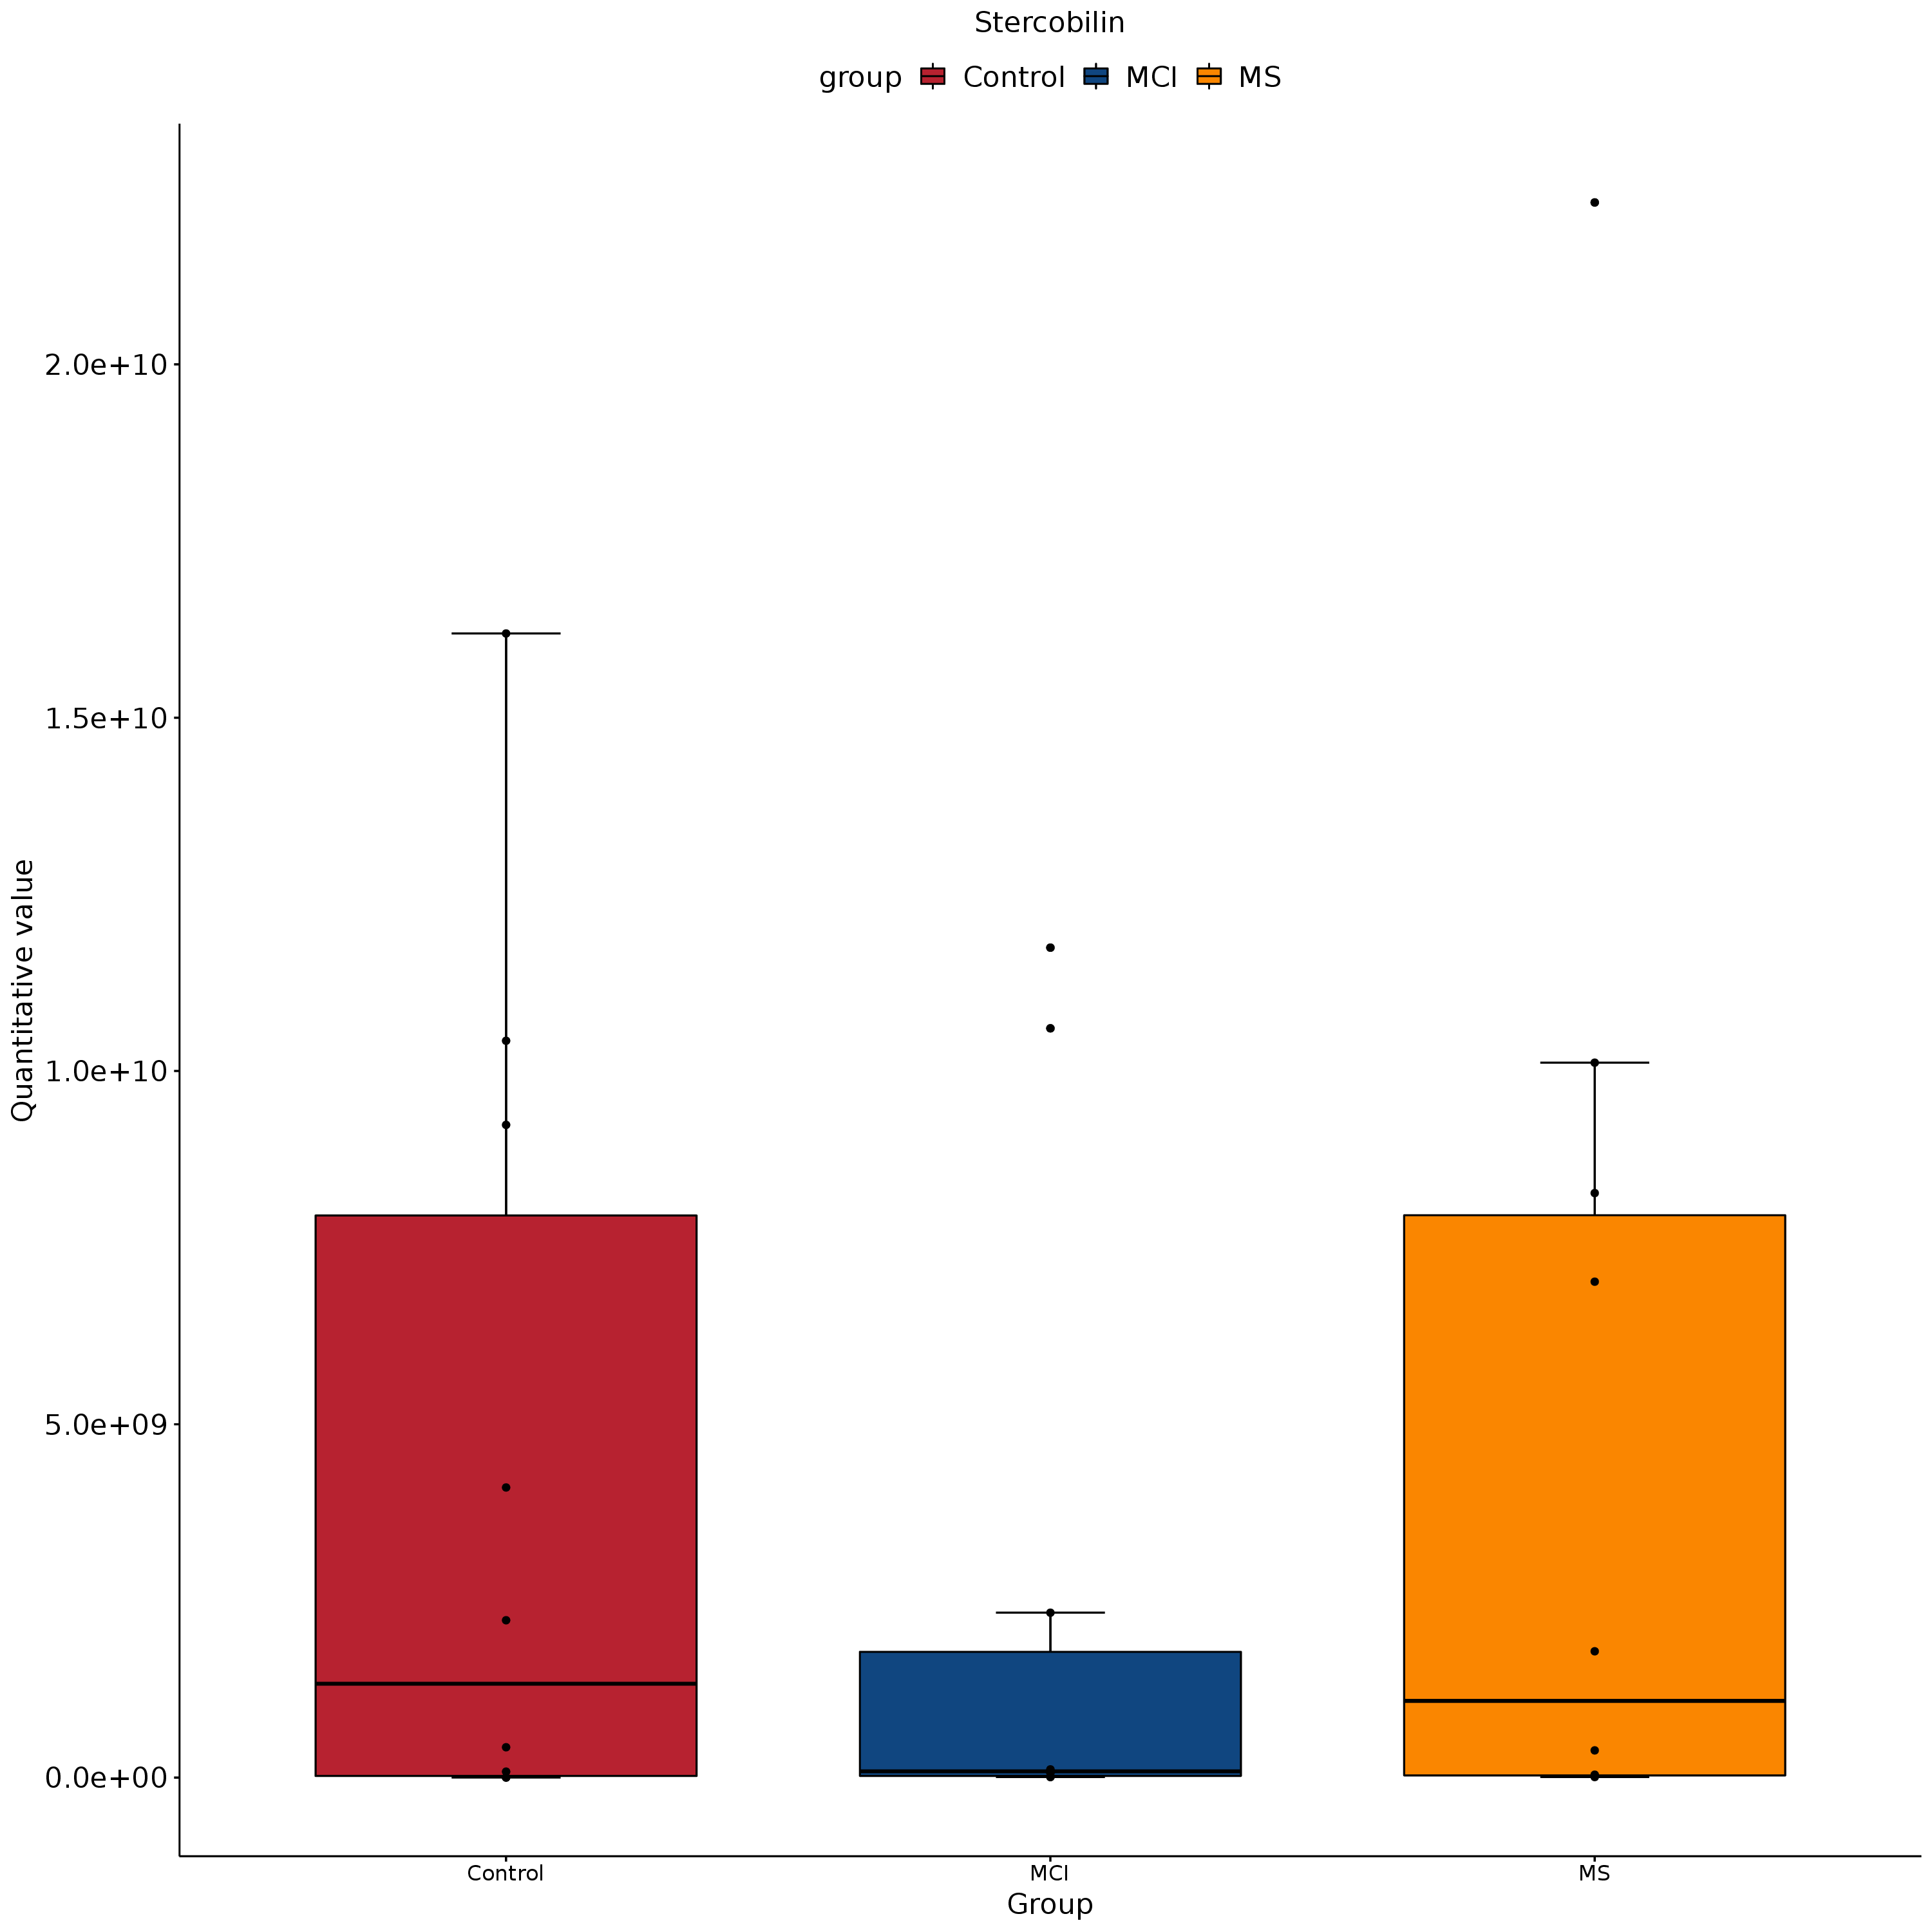 Stercobilin
group Control MCI MS
Quantitative value
2.0e+10
1.5e+10
1.0e+10
5.0e+09
0.0e+00
Control MCI MS
Group